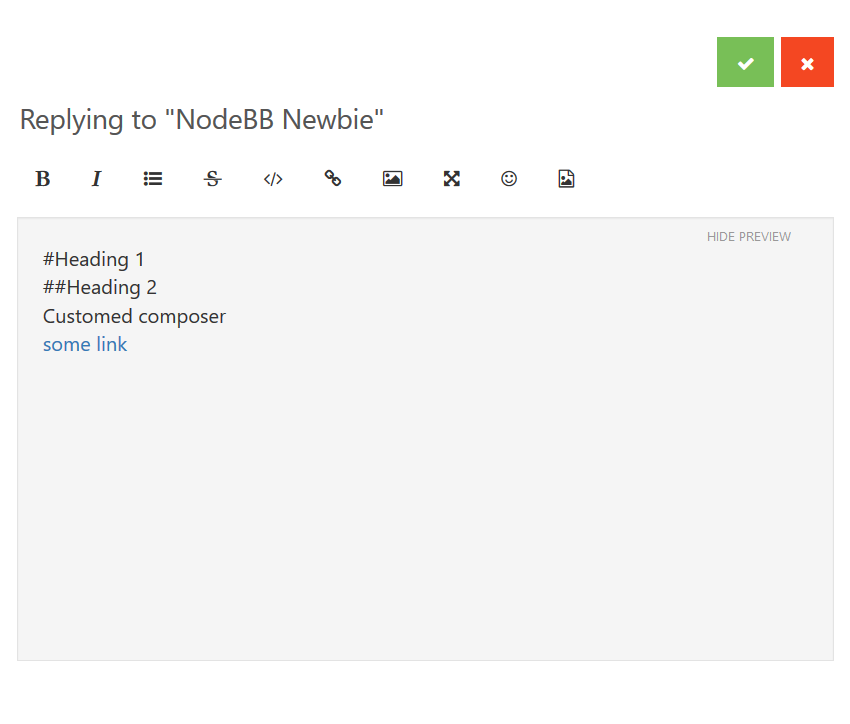 Replying to "NodeBB Newbie"
B I S </>
HIDE PREVIEW
#Heading 1
##Heading 2
Customed composer
some link